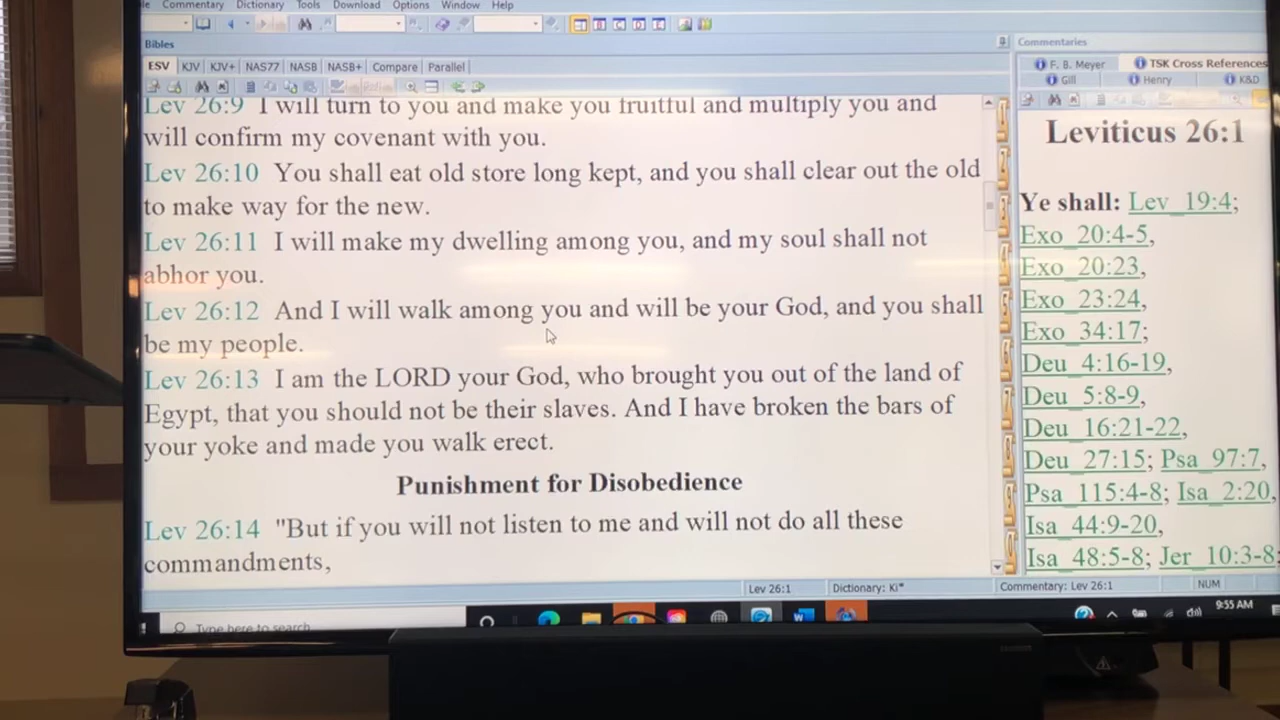 le Commentary Dictionary Tools Download Options Window Help
Bibles
ESV KJV KJV+ NAS77 NASB NASB+ Compare Parallel
Lev 26:9 I will turn to you and make you fruitful and multiply you and
will confirm my covenant with you.
Lev 26:10 You shall eat old store long kept, and you shall clear out the old
to make way for the new.
Lev 26:11 I will make my dwelling among you, and my soul shall not
abhor you.
Lev 26:12 And I will walk among you and will be your God, and you shall
be my people.
Lev 26:13 I am the LORD your God, who brought you out of the land of
Egypt, that you should not be their slaves. And I have broken the bars of
your yoke and made you walk erect.
Punishment for Disobedience
Lev 26:14 "But if you will not listen to me and will not do all these
commandments,
Commentaries
F. B. Meyer TSK Cross References
Gill Henry K&D
Leviticus 26:1
Ye shall: Lev_19:4;
Exo_20:4-5,
Exo_20:23,
Exo_23:24,
Exo_34:17;
Deu_4:16-19,
Deu_5:8-9,
Deu_16:21-22,
Deu_27:15; Psa_97:7,
Psa_115:4-8; Isa_2:20,
Isa_44:9-20,
Isa_48:5-8; Jer_10:3-8
Lev 26:1 Dictionary: Ki* Commentary: Lev 26:1 NUM
Type here to search
9:55 AM